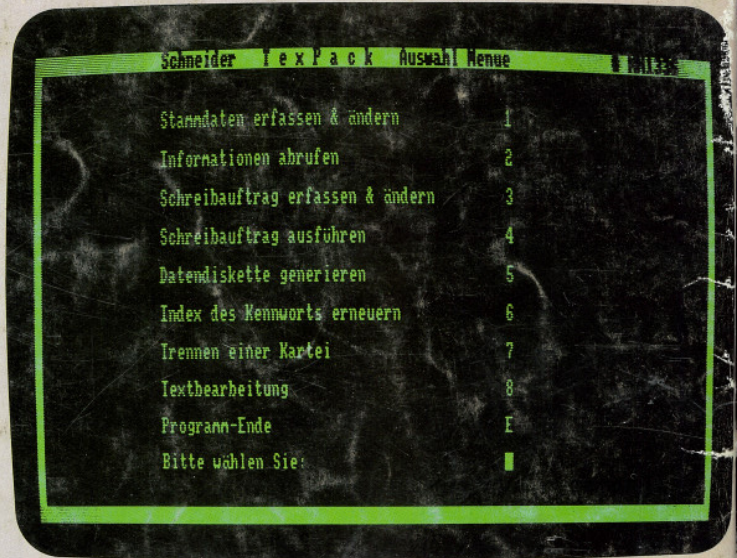 Schneider TexPack Auswahl Menue
Stammdaten erfassen & ändern 1
Informationen abrufen 2
Schreibauftrag erfassen & ändern 3
Schreibauftrag ausführen 4
Datendiskette generieren 5
Index des Kennworts erneuern 6
Trennen einer Kartei 7
Textbearbeitung 8
Programm-Ende E
Bitte wählen Sie: